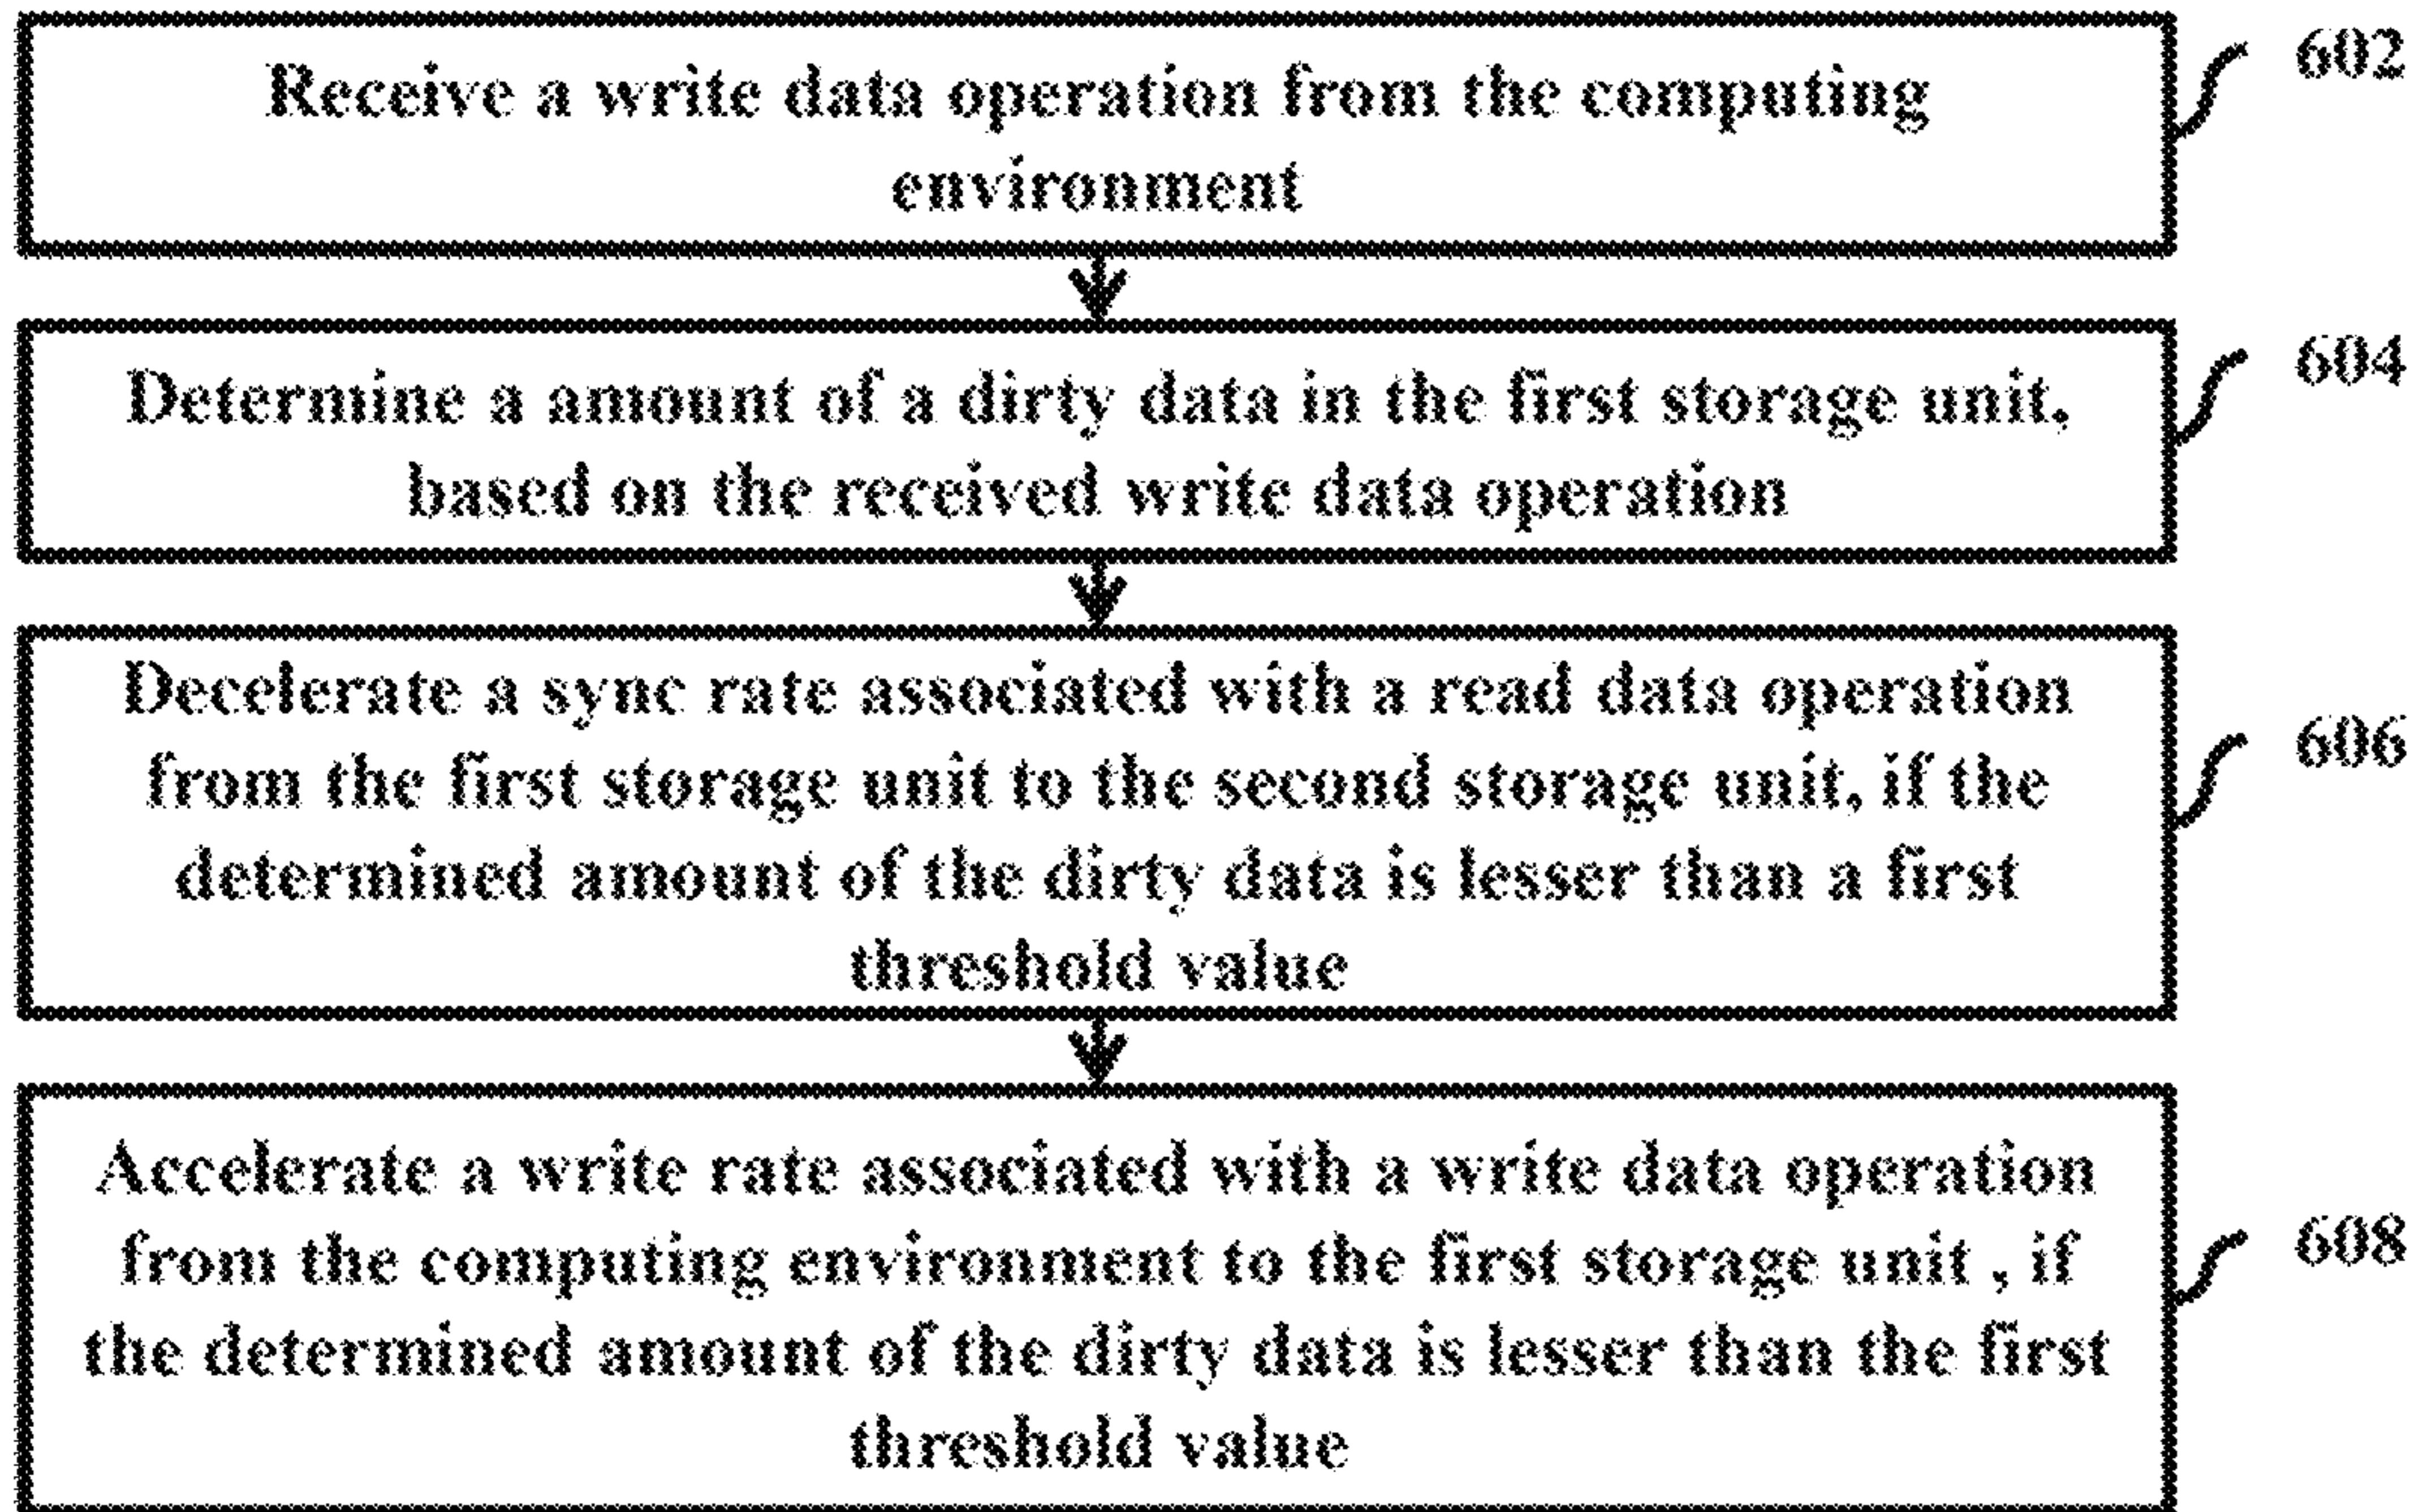 Receive a write data operation from the computing
environment
602
Determine a amount of a dirty data in the first storage unit,
based on the received write data operation
604
Decelerate a sync rate associated with a read data operation
from the first storage unit to the second storage unit, if the
determined amount of the dirty data is lesser than a first
threshold value
606
Accelerate a write rate associated with a write data operation
from the computing environment to the first storage unit , if
the determined amount of the dirty data is lesser than the first
threshold value
608